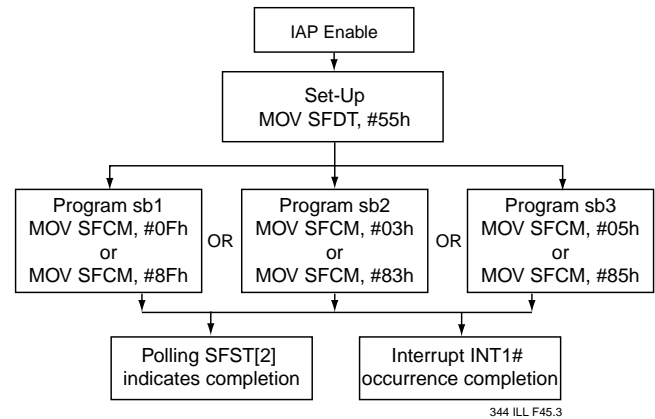 IAP Enable
Set-Up
MOV SFDT, #55h
Program sb1
MOV SFCM, #0Fh
or
MOV SFCM, #8Fh
OR
Program sb2
MOV SFCM, #03h
or
MOV SFCM, #83h
OR
Program sb3
MOV SFCM, #05h
or
MOV SFCM, #85h
Polling SFST[2]
indicates completion
Interrupt INT1#
occurrence completion
344 ILL F45.3